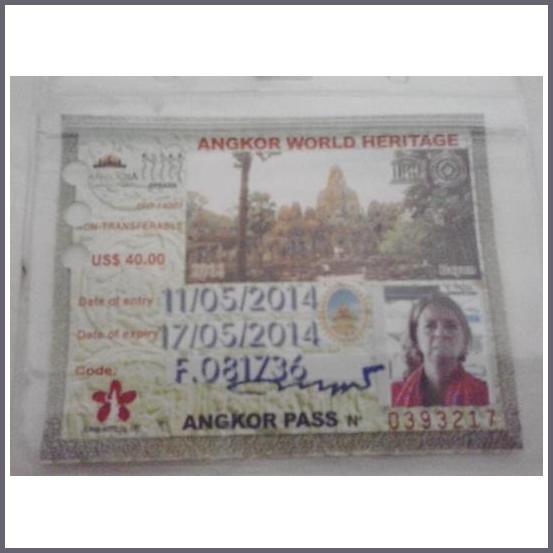 ANGKOR WORLD HERITAGE
NON-TRANSFERABLE
US$ 40.00
Date of entry 11/05/2014
Date of expiry 17/05/2014
Code: F.081736
ANGKOR PASS N° 0393217